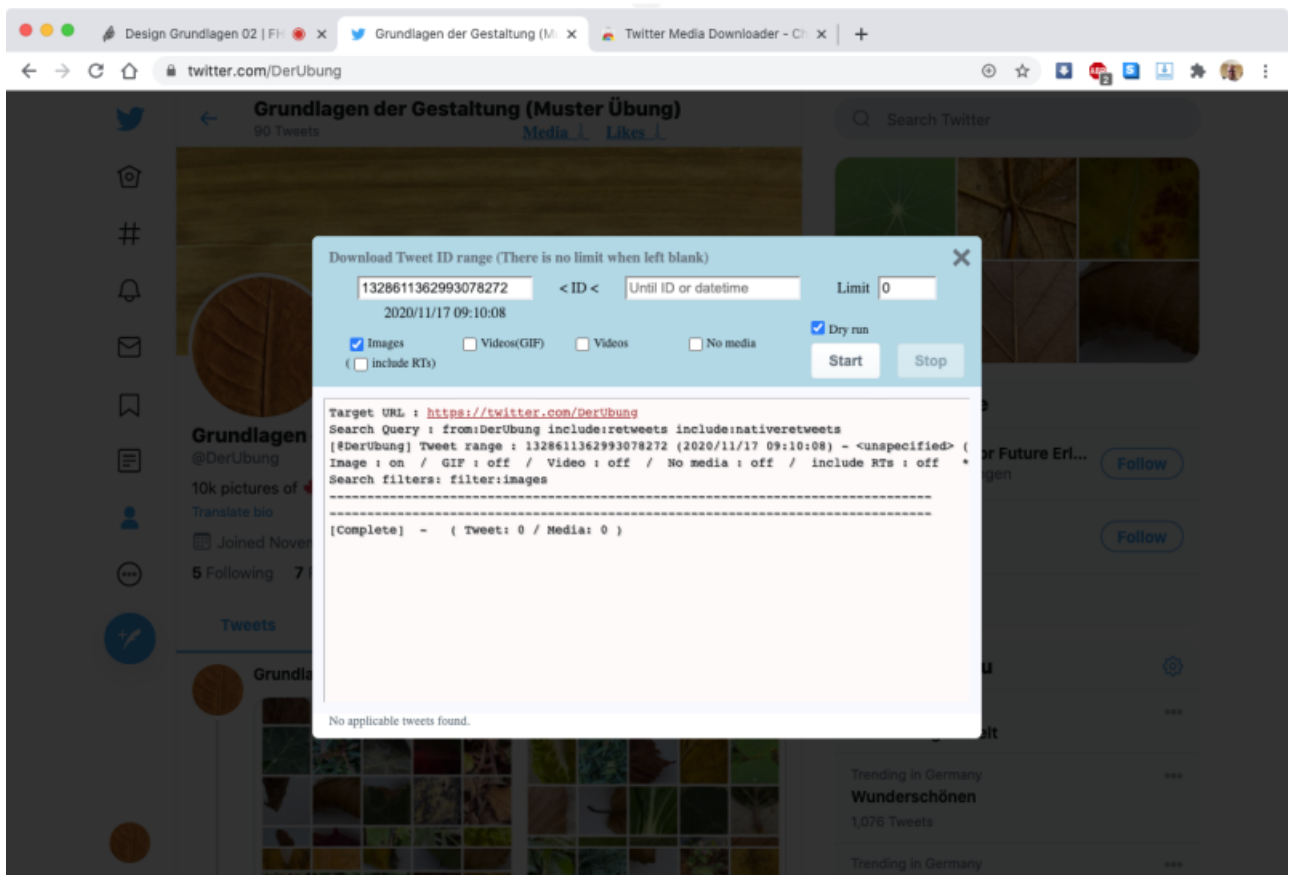 Design Grundlagen 02 | FH
Grundlagen der Gestaltung (M
Twitter Media Downloader - Ch
twitter.com/DerUbung
Grundlagen der Gestaltung (Muster Übung)
90 Tweets
Media Likes
Search Twitter
Download Tweet ID range (There is no limit when left blank)
1328611362993078272 < ID < Until ID or datetime Limit 0
2020/11/17 09:10:08
Dry run
Images Videos(GIF) Videos No media
( include RTs)
Start Stop
Target URL : https://twitter.com/DerUbung
Search Query : from:DerUbung include:retweets include:nativeretweets
[@DerUbung] Tweet range : 1328611362993078272 (2020/11/17 09:10:08) - <unspecified> (
Image : on / GIF : off / Video : off / No media : off / include RTs : off *
Search filters: filter:images
--------------------------------------------------------------------------------
--------------------------------------------------------------------------------
[Complete] - ( Tweet: 0 / Media: 0 )
No applicable tweets found.
Grundlagen
@DerUbung
10k pictures of
Translate bio
Joined Novem
5 Following 7
Tweets
Grundla
or Future Erl...
Follow
Follow
Trending in Germany
Wunderschönen
1,076 Tweets
Trending in Germany